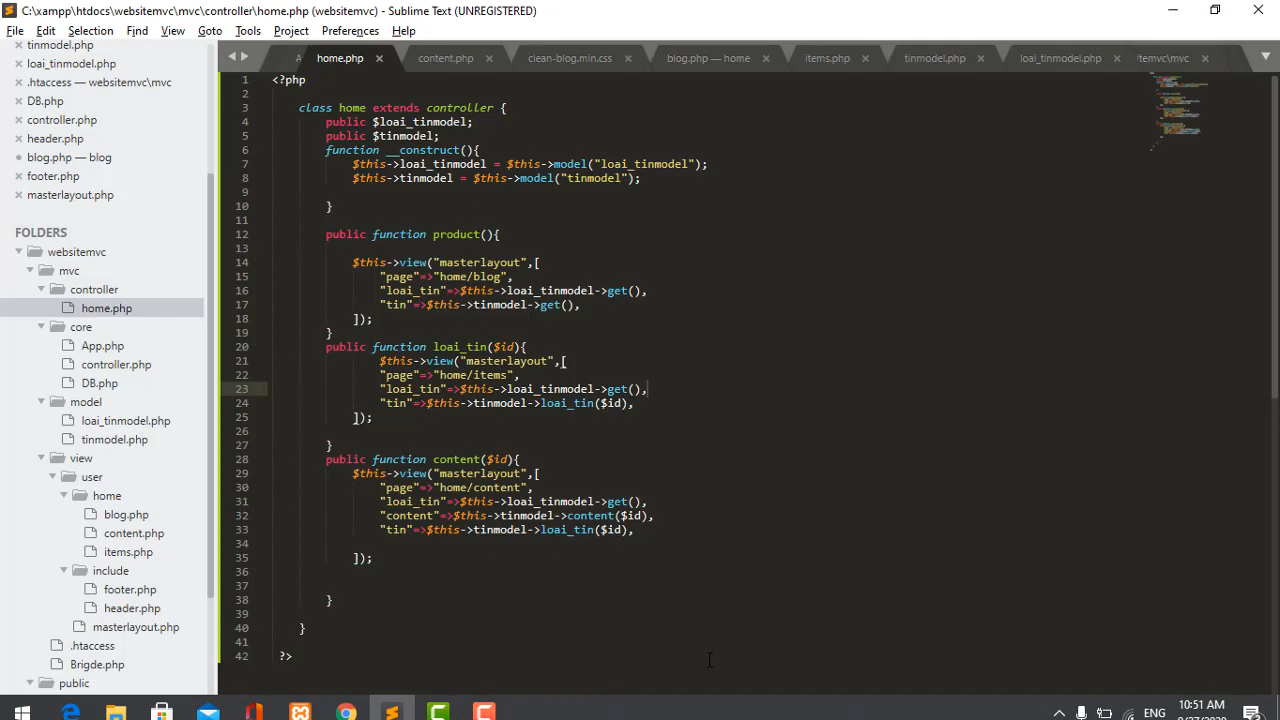 C:\xampp\htdocs\websitemvc\mvc\controller\home.php (websitemvc) - Sublime Text (UNREGISTERED)
File Edit Selection Find View Goto Tools Project Preferences Help
tinmodel.php
loai_tinmodel.php
.htaccess — websitemvc\mvc
DB.php
controller.php
header.php
blog.php — blog
footer.php
masterlayout.php
FOLDERS
websitemvc
mvc
controller
home.php
core
App.php
controller.php
DB.php
model
loai_tinmodel.php
tinmodel.php
view
user
home
blog.php
content.php
items.php
include
footer.php
header.php
masterlayout.php
.htaccess
Brigde.php
public
A home.php content.php clean-blog.min.css blog.php — home items.php tinmodel.php loai_tinmodel.php itemvc\mvc
1 <?php
2
3 class home extends controller {
4 public $loai_tinmodel;
5 public $tinmodel;
6 function __construct(){
7 $this->loai_tinmodel = $this->model("loai_tinmodel");
8 $this->tinmodel = $this->model("tinmodel");
9
10 }
11
12 public function product(){
13
14 $this->view("masterlayout",[
15 "page"=>"home/blog",
16 "loai_tin"=>$this->loai_tinmodel->get(),
17 "tin"=>$this->tinmodel->get(),
18 ]);
19 }
20 public function loai_tin($id){
21 $this->view("masterlayout",[
22 "page"=>"home/items",
23 "loai_tin"=>$this->loai_tinmodel->get(),
24 "tin"=>$this->tinmodel->loai_tin($id),
25 ]);
26
27 }
28 public function content($id){
29 $this->view("masterlayout",[
30 "page"=>"home/content",
31 "loai_tin"=>$this->loai_tinmodel->get(),
32 "content"=>$this->tinmodel->content($id),
33 "tin"=>$this->tinmodel->loai_tin($id),
34
35 ]);
36
37
38 }
39
40 }
41
42 ?>
ENG
10:51 AM